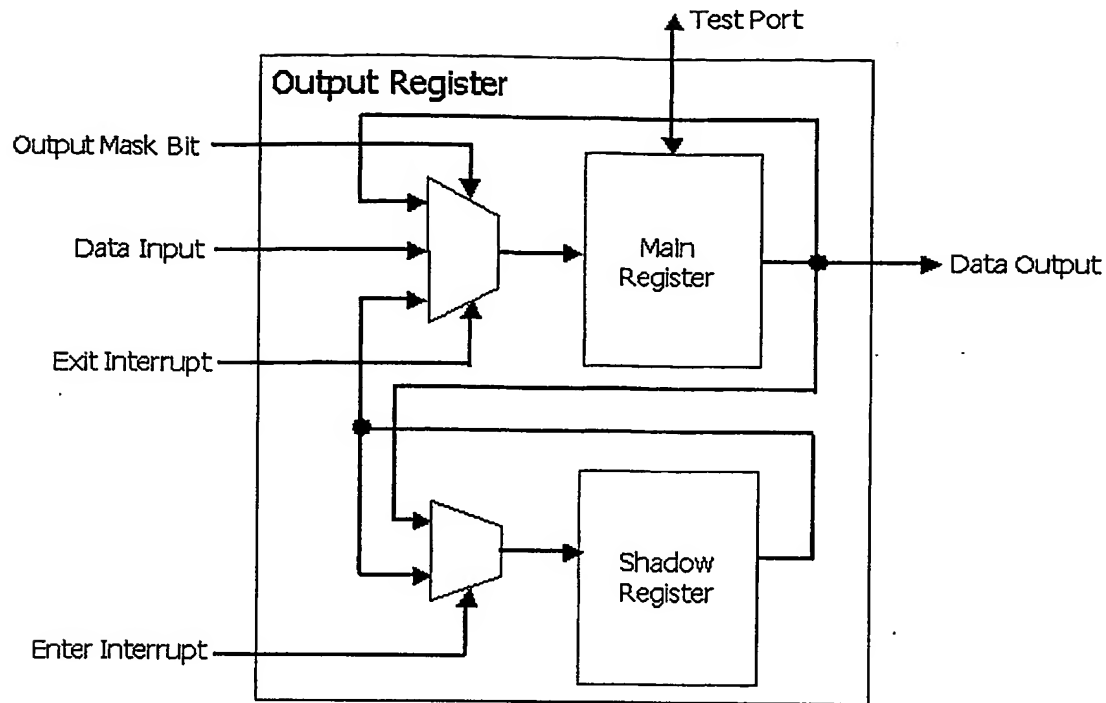 Test Port
Output Register
Output Mask Bit
Data Input
Main
Register
Data Output
Exit Interrupt
Shadow
Register
Enter Interrupt